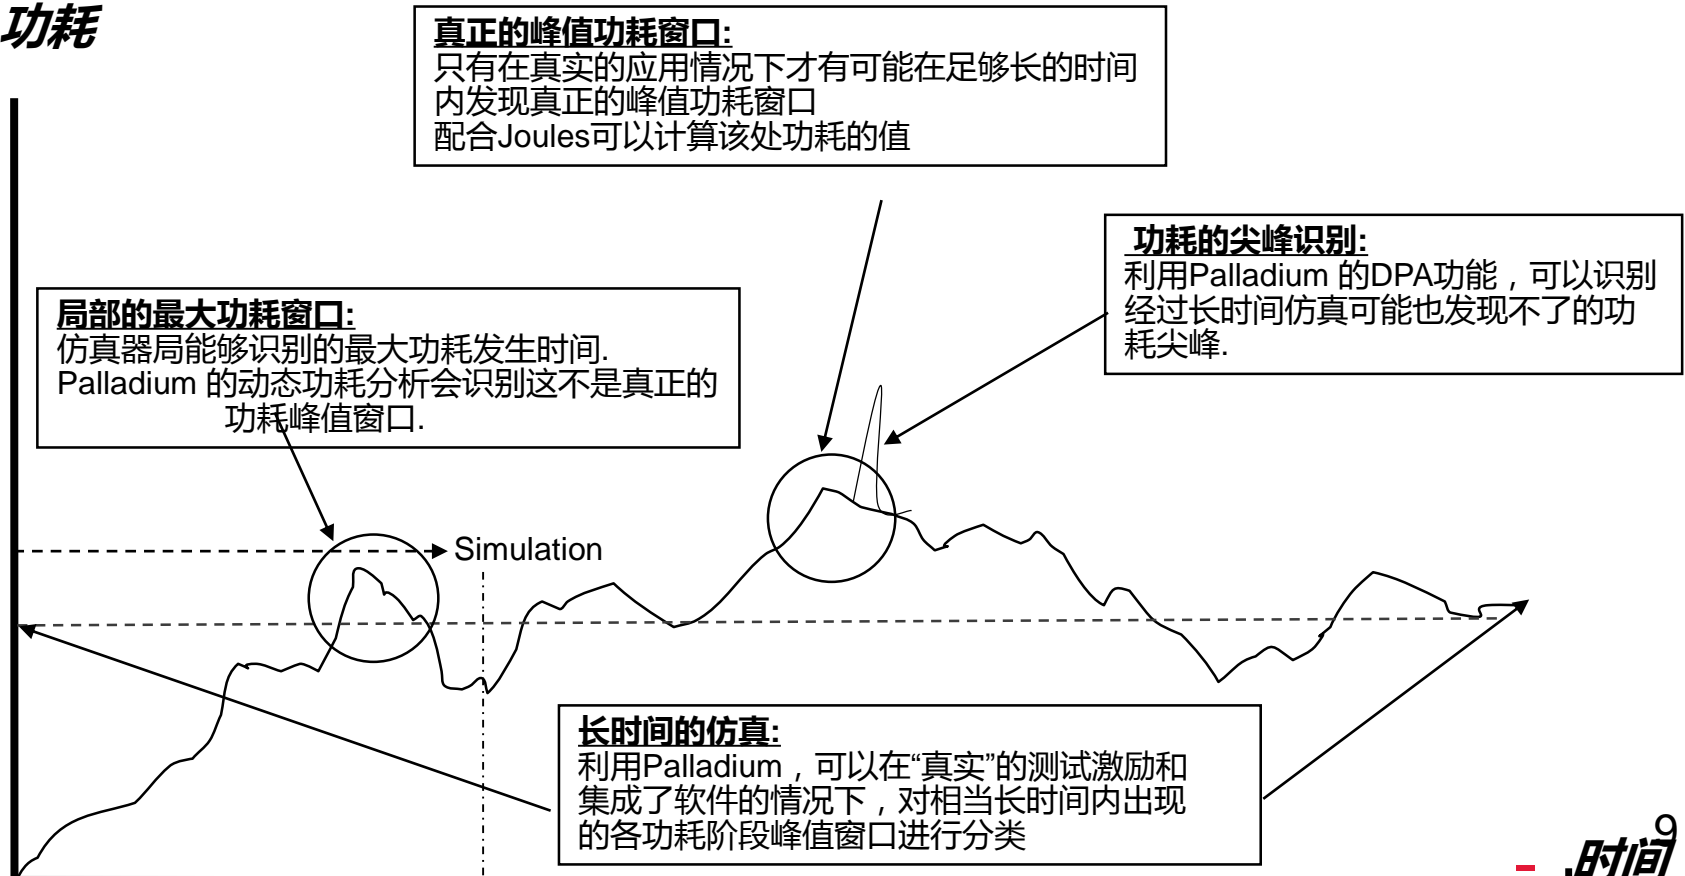 功耗
真正的峰值功耗窗口:
只有在真实的应用情况下才有可能在足够长的时间
内发现真正的峰值功耗窗口
配合Joules可以计算该处功耗的值
功耗的尖峰识别:
利用Palladium 的DPA功能，可以识别
经过长时间仿真可能也发现不了的功
耗尖峰.
局部的最大功耗窗口:
仿真器局能够识别的最大功耗发生时间.
Palladium 的动态功耗分析会识别这不是真正的
功耗峰值窗口.
Simulation
长时间的仿真:
利用Palladium，可以在“真实”的测试激励和
集成了软件的情况下，对相当长时间内出现
的各功耗阶段峰值窗口进行分类
9
时间